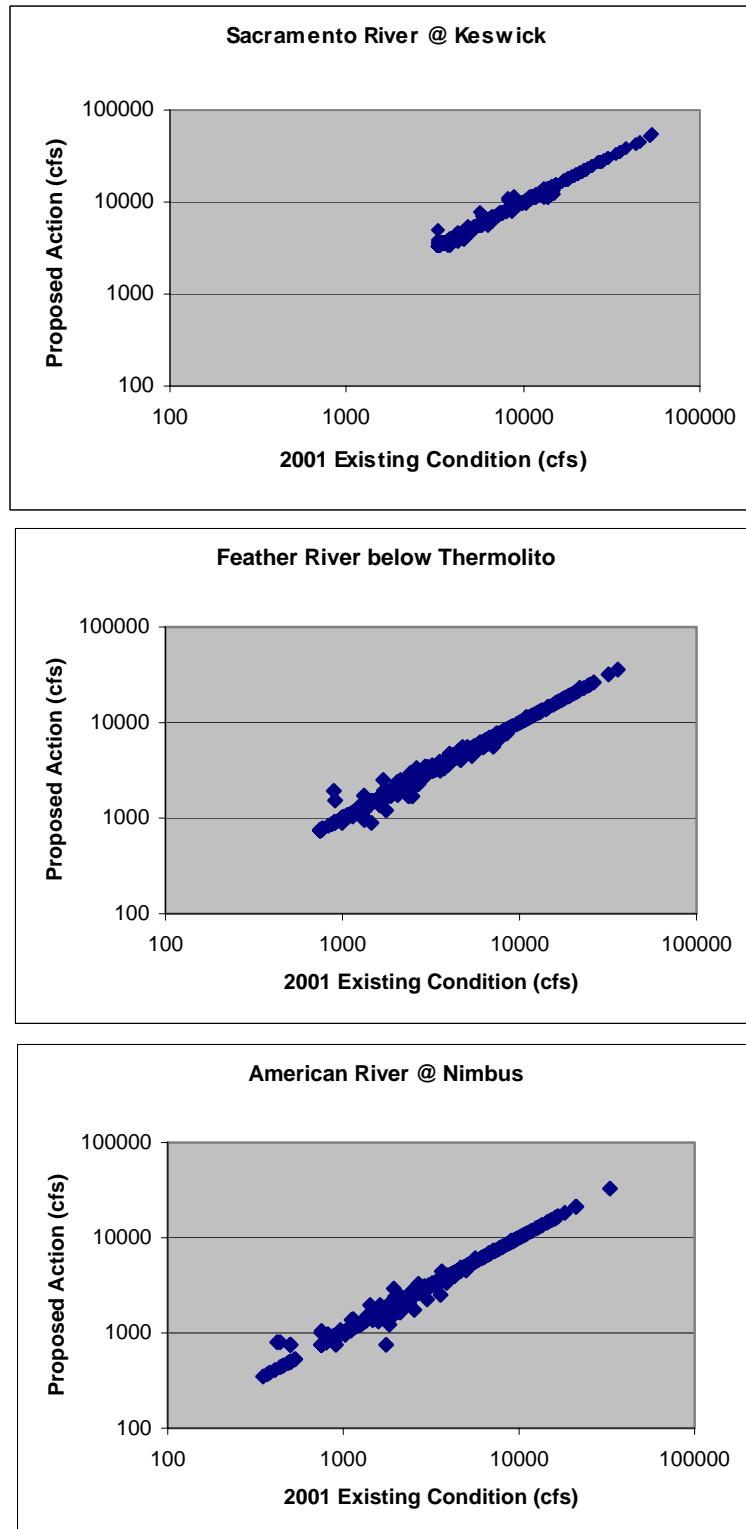 Sacramento River @ Keswick
100000
10000
1000
100
100 1000 10000 100000
Proposed Action (cfs)
2001 Existing Condition (cfs)
Feather River below Thermolito
100000
10000
1000
100
100 1000 10000 100000
Proposed Action (cfs)
2001 Existing Condition (cfs)
American River @ Nimbus
100000
10000
1000
100
100 1000 10000 100000
Proposed Action (cfs)
2001 Existing Condition (cfs)